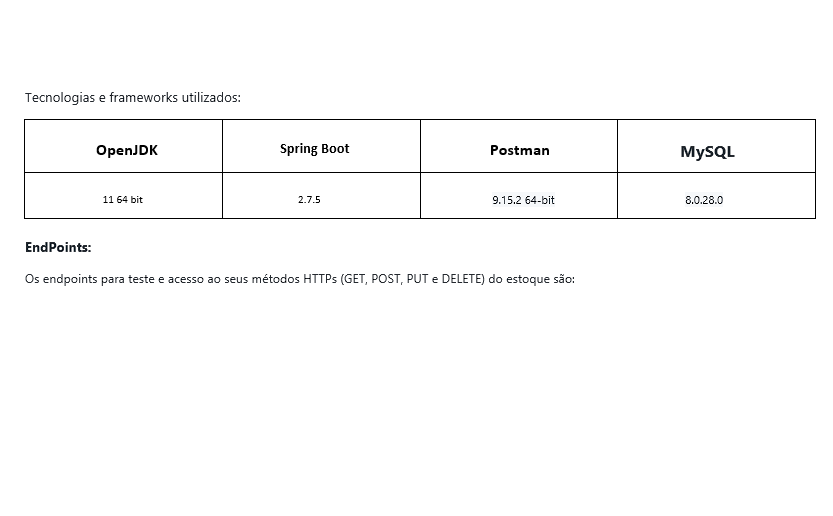 Tecnologias e frameworks utilizados:
OpenJDK Spring Boot Postman MySQL
11 64 bit 2.7.5 9.15.2 64-bit 8.0.28.0
EndPoints:
Os endpoints para teste e acesso ao seus métodos HTTPs (GET, POST, PUT e DELETE) do estoque são: